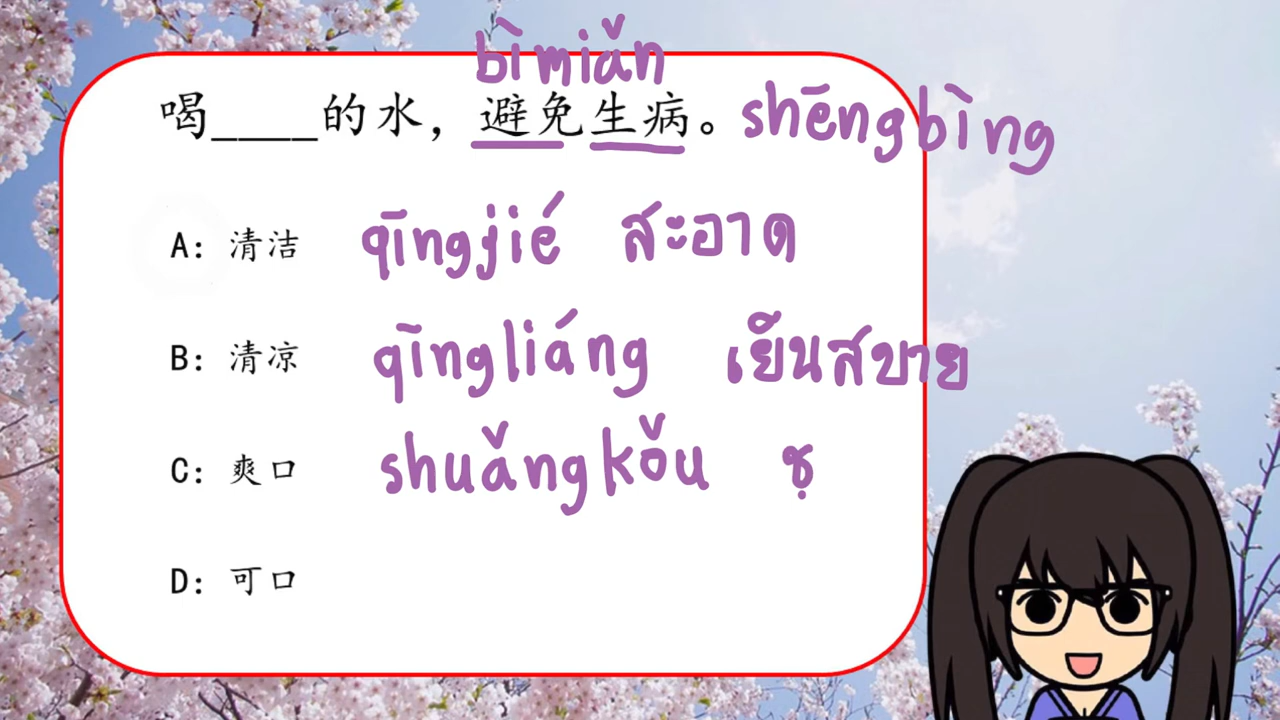 bìmiǎn
喝____的水，避免生病。 shēngbìng
A: 清洁 qīngjié สะอาด
B: 清凉 qīngliáng เย็นสบาย
C: 爽口 shuǎngkǒu ชุ
D: 可口